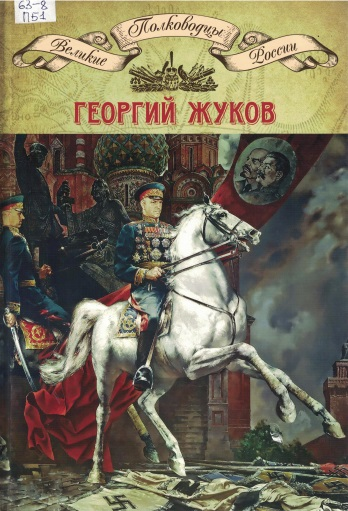 63-8
П51
Великие
Полководцы
России
ГЕОРГИЙ ЖУКОВ